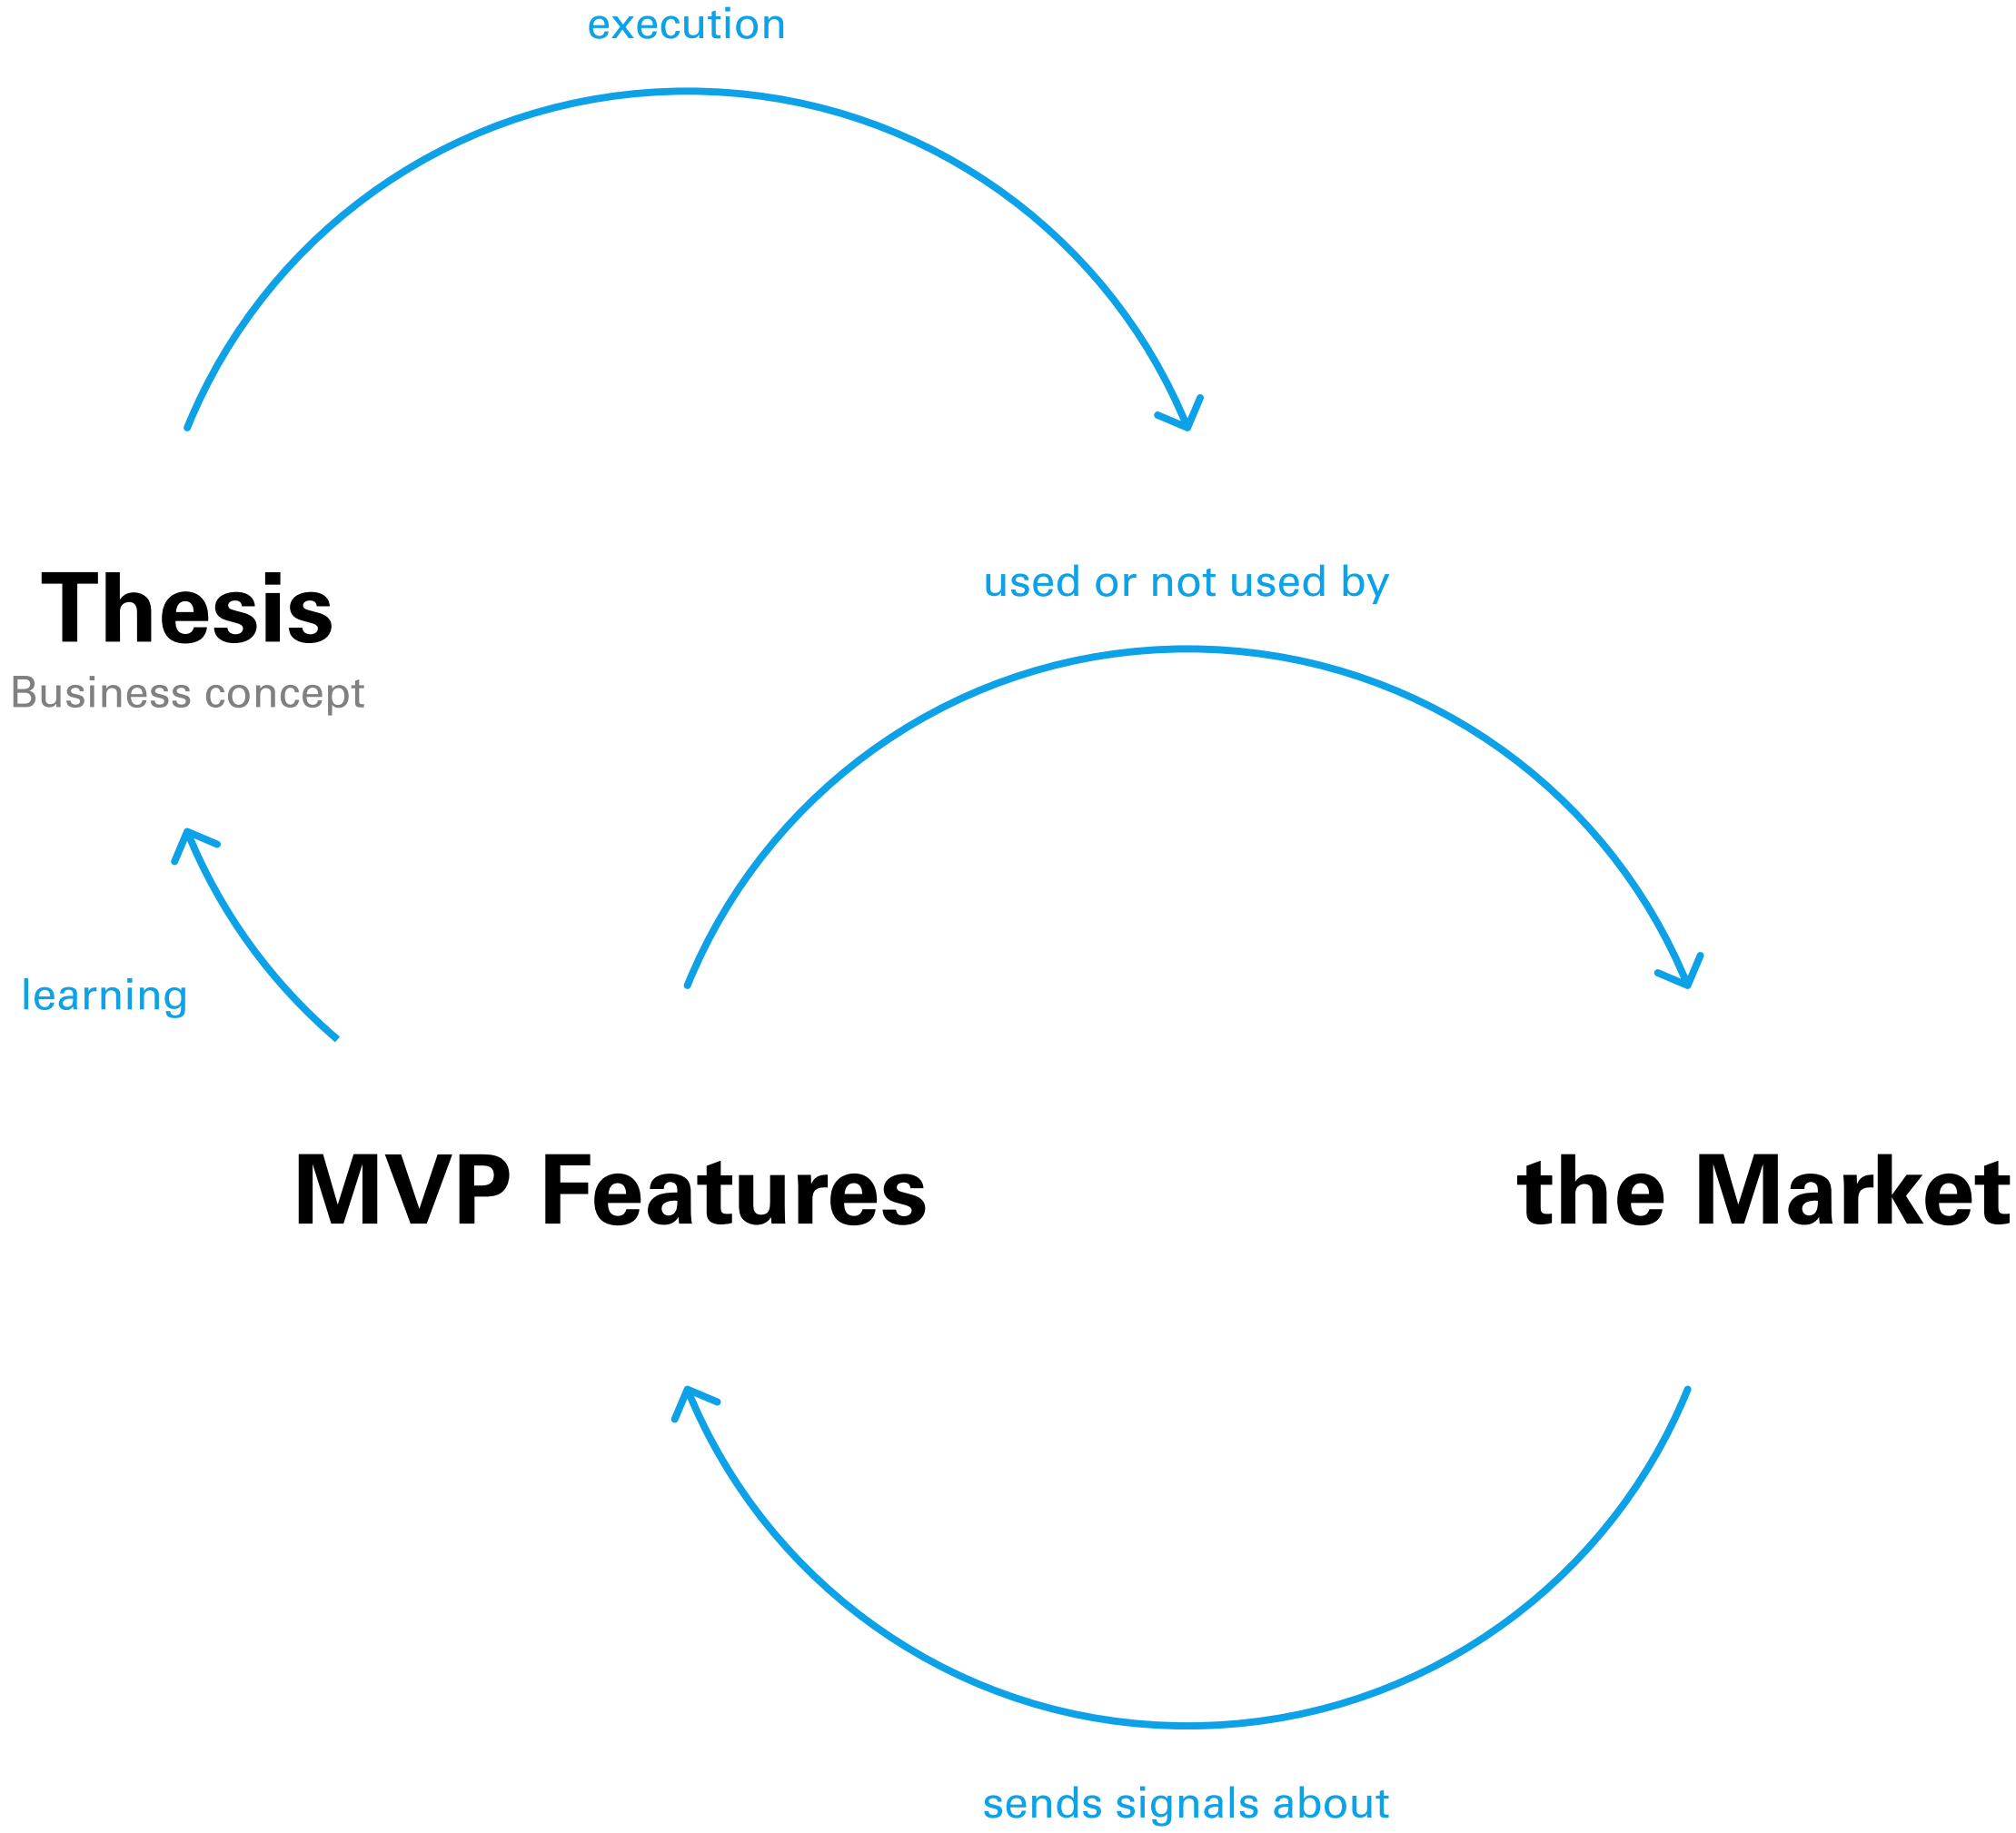 execution
Thesis
Business concept
used or not used by
learning
MVP Features
the Market
sends signals about